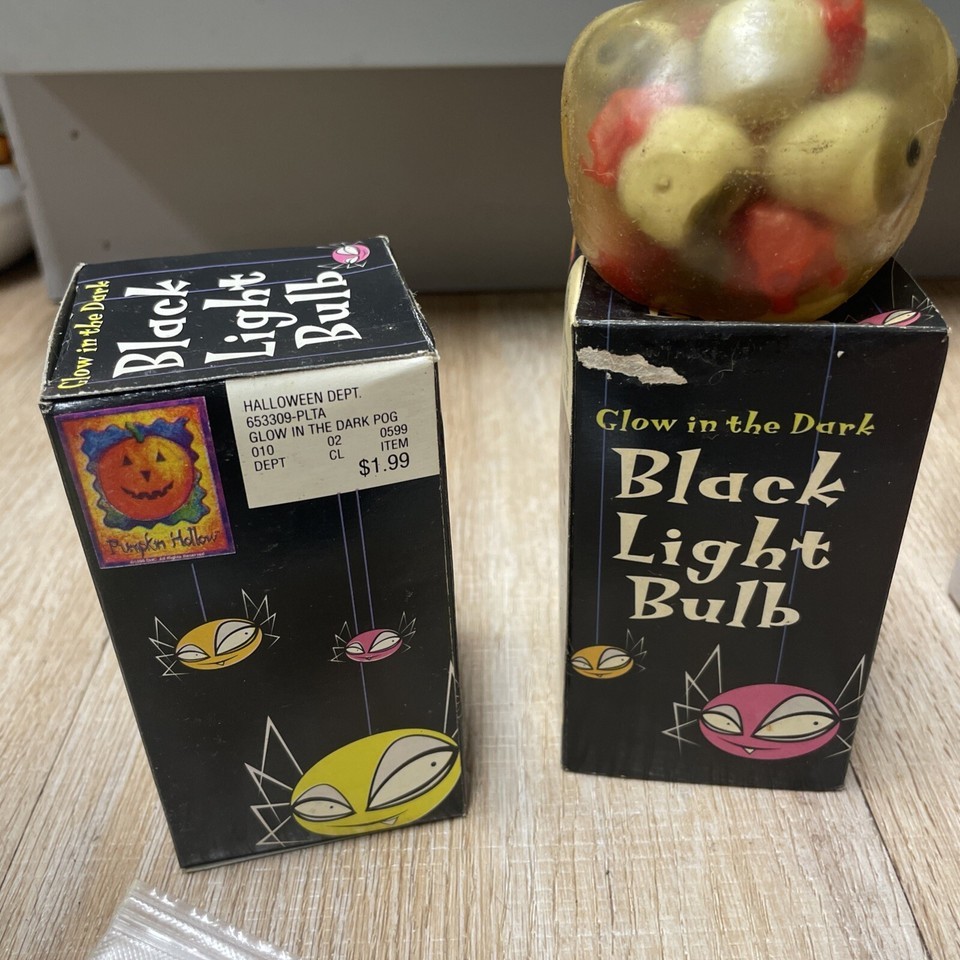 Glow in the Dark
Black
Light
Bulb
HALLOWEEN DEPT.
653309-PLTA
GLOW IN THE DARK POG
010 02 0599
DEPT CL ITEM
$1.99
Pumpkin Hollow
Glow in the Dark
Black
Light
Bulb